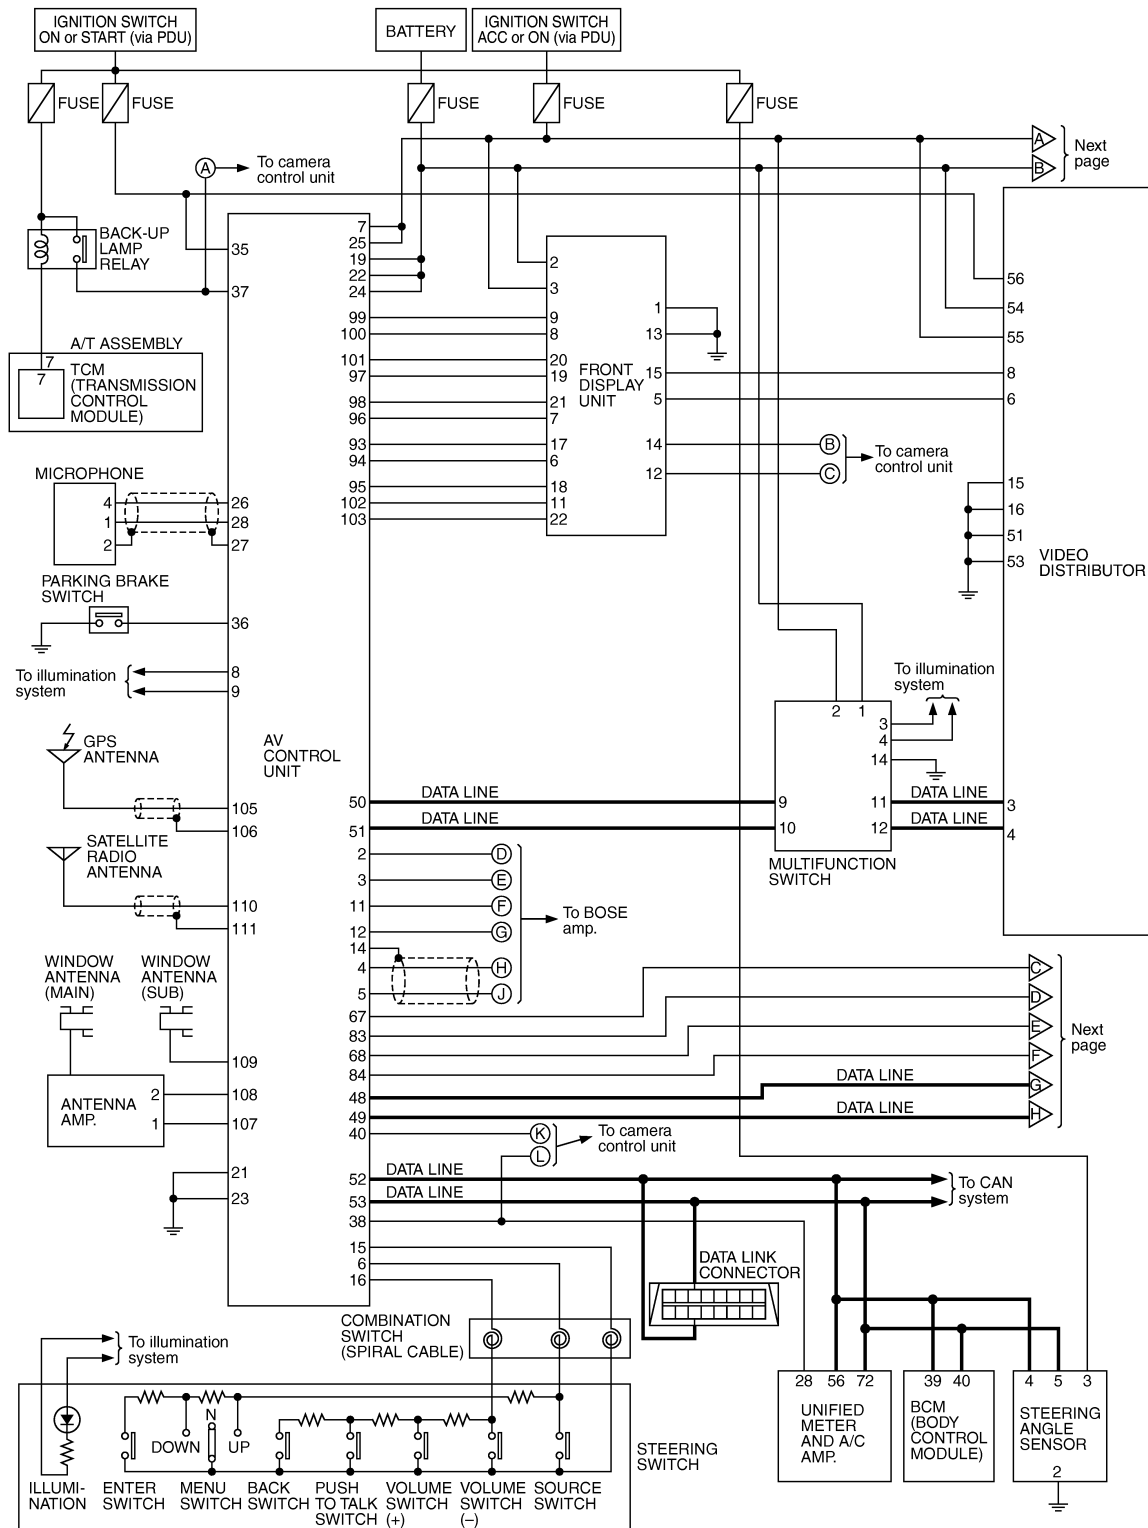 IGNITION SWITCH
ON or START (via PDU)
BATTERY
IGNITION SWITCH
ACC or ON (via PDU)
FUSE
FUSE
FUSE
FUSE
FUSE
A
B
Next
page
A
To camera
control unit
BACK-UP
LAMP
RELAY
35
37
7
25
19
22
24
2
3
1
13
56
54
55
99
100
101
97
98
96
93
94
95
102
103
9
8
20
19
21
7
17
6
18
11
22
FRONT
DISPLAY
UNIT
15
5
14
12
8
6
B
C
To camera
control unit
A/T ASSEMBLY
7
7
TCM
(TRANSMISSION
CONTROL
MODULE)
MICROPHONE
4
1
2
26
28
27
15
16
51
53
VIDEO
DISTRIBUTOR
PARKING BRAKE
SWITCH
36
To illumination
system
8
9
GPS
ANTENNA
AV
CONTROL
UNIT
To illumination
system
2
1
3
4
14
105
106
50
DATA LINE
9
11
DATA LINE
3
51
DATA LINE
10
12
DATA LINE
4
MULTIFUNCTION
SWITCH
SATELLITE
RADIO
ANTENNA
110
111
2
D
3
E
11
F
12
G
14
4
H
5
J
To BOSE
amp.
WINDOW
ANTENNA
(MAIN)
WINDOW
ANTENNA
(SUB)
109
108
107
2
1
ANTENNA
AMP.
67
83
68
84
48
DATA LINE
49
DATA LINE
C
D
E
F
G
H
Next
page
40
K
L
To camera
control unit
21
23
52
DATA LINE
53
DATA LINE
To CAN
system
38
15
6
16
DATA LINK
CONNECTOR
COMBINATION
SWITCH
(SPIRAL CABLE)
To illumination
system
28
56
72
UNIFIED
METER
AND A/C
AMP.
39
40
BCM
(BODY
CONTROL
MODULE)
4
5
3
STEERING
ANGLE
SENSOR
2
N
DOWN
UP
STEERING
SWITCH
ILLUMI-
NATION
ENTER
SWITCH
MENU
SWITCH
BACK
SWITCH
PUSH
TO TALK
SWITCH
VOLUME
SWITCH
(+)
VOLUME
SWITCH
(–)
SOURCE
SWITCH